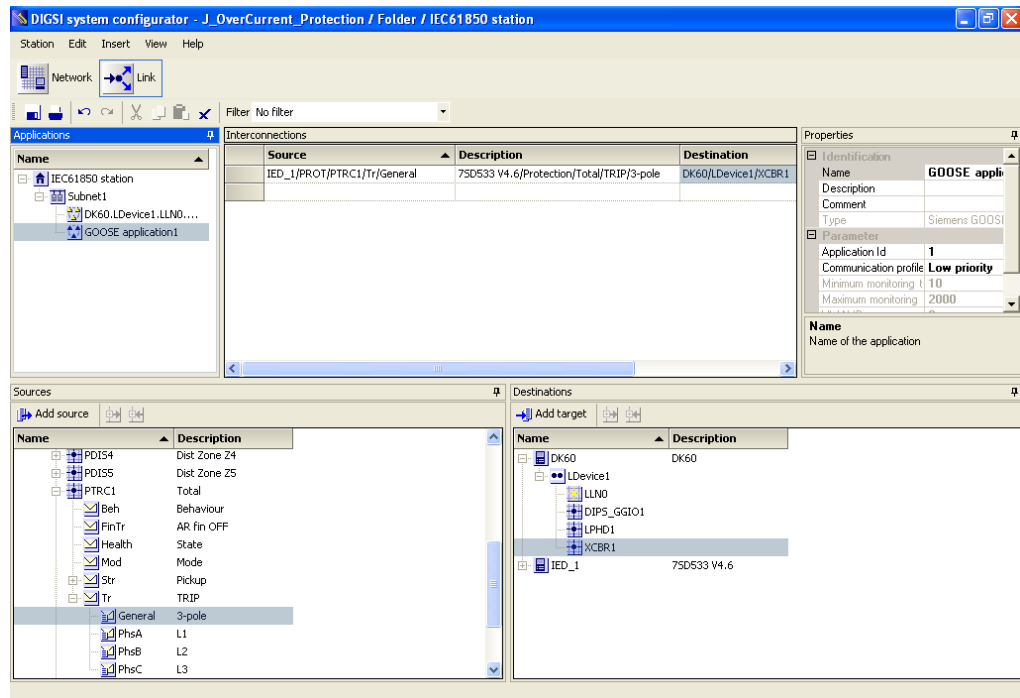 DIGSI system configurator - J_OverCurrent_Protection / Folder / IEC61850 station
Station Edit Insert View Help
Network Link
Filter No filter
Applications
Name
IEC61850 station
Subnet1
DK60.LDevice1.LLN0....
GOOSE application1
Interconnections
Source Description Destination
IED_1/PROT/PTRC1/Tr/General 7SD533 V4.6/Protection/Total/TRIP/3-pole DK60/LDevice1/XCBR1
Properties
Identification
Name GOOSE appli
Description
Comment
Type Siemens GOOS
Parameter
Application Id 1
Communication profile Low priority
Minimum monitoring t 10
Maximum monitoring 2000
Name
Name of the application
Sources
Add source
Name Description
PDIS4 Dist Zone Z4
PDIS5 Dist Zone Z5
PTRC1 Total
Beh Behaviour
FinTr AR fin OFF
Health State
Mod Mode
Str Pickup
Tr TRIP
General 3-pole
PhsA L1
PhsB L2
PhsC L3
Destinations
Add target
Name Description
DK60 DK60
LDevice1
LLN0
DIPS_GGIO1
LPHD1
XCBR1
IED_1 7SD533 V4.6